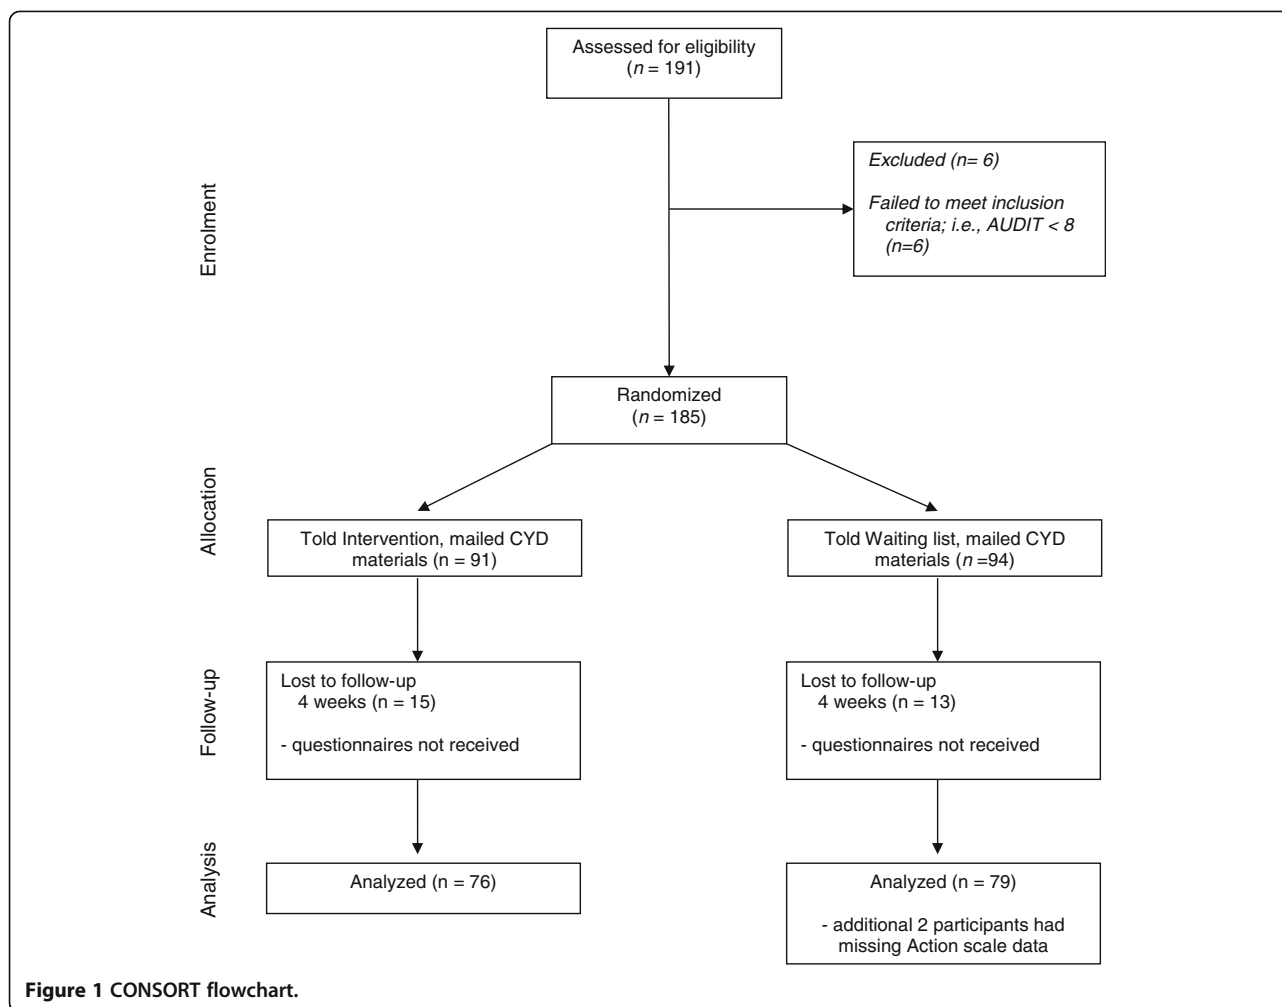 Assessed for eligibility
(n = 191)
Enrolment
Excluded (n= 6)
Failed to meet inclusion
criteria; i.e., AUDIT < 8
(n=6)
Randomized
(n = 185)
Allocation
Told Intervention, mailed CYD
materials (n = 91)
Told Waiting list, mailed CYD
materials (n =94)
Follow-up
Lost to follow-up
4 weeks (n = 15)
- questionnaires not received
Lost to follow-up
4 weeks (n = 13)
- questionnaires not received
Analysis
Analyzed (n = 76)
Analyzed (n = 79)
- additional 2 participants had
missing Action scale data
Figure 1 CONSORT flowchart.